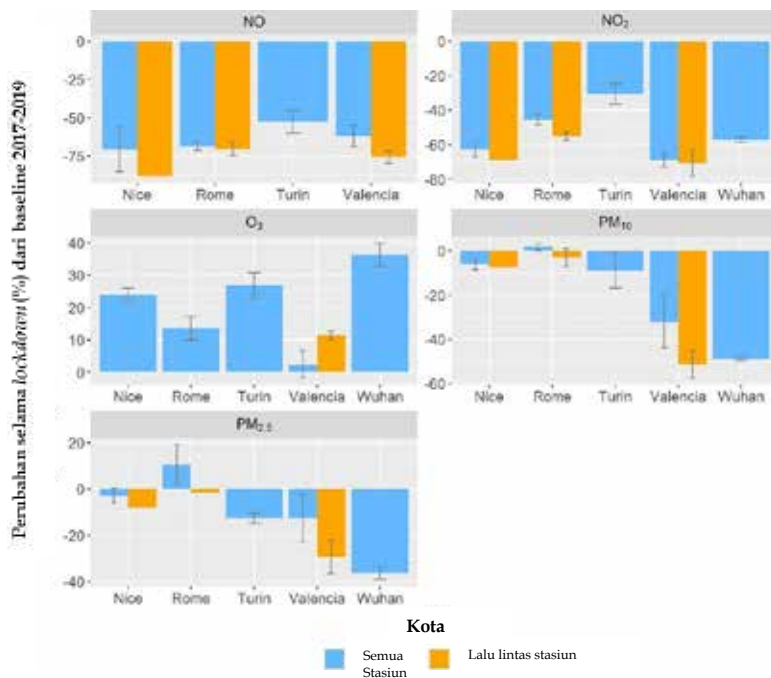 Perubahan selama lockdown (%) dari baseline 2017-2019
NO
0
-25
-50
-75
Nice Rome Turin Valencia
NO₂
0
-20
-40
-60
-80
Nice Rome Turin Valencia Wuhan
O₃
40
30
20
10
0
Nice Rome Turin Valencia Wuhan
PM₁₀
0
-20
-40
-60
Nice Rome Turin Valencia Wuhan
PM₂.₅
20
0
-20
-40
Nice Rome Turin Valencia Wuhan
Kota
Semua
Stasiun
Lalu lintas stasiun